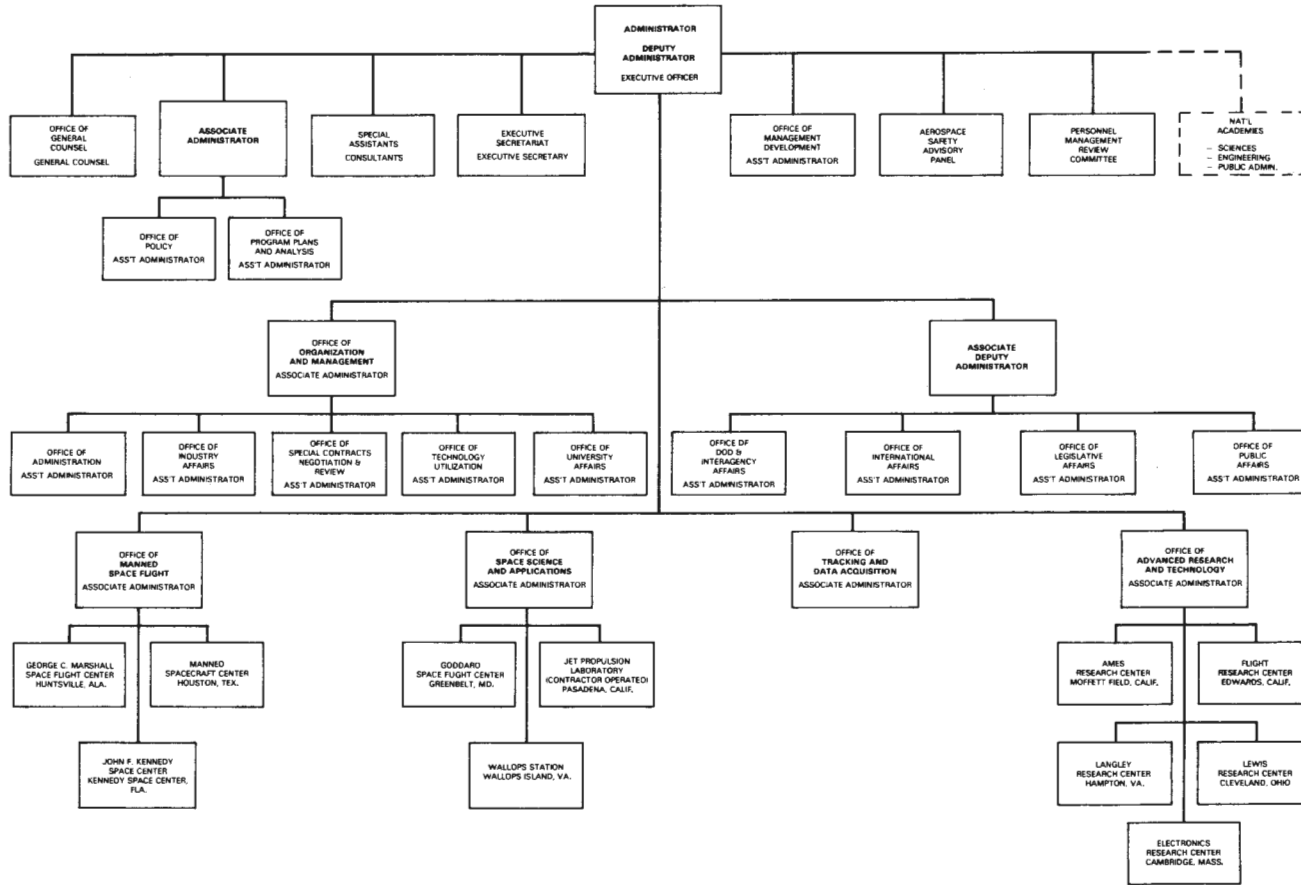 ADMINISTRATOR
DEPUTY
ADMINISTRATOR
EXECUTIVE OFFICER
OFFICE OF
GENERAL
COUNSEL
GENERAL COUNSEL
ASSOCIATE
ADMINISTRATOR
SPECIAL
ASSISTANTS
CONSULTANTS
EXECUTIVE
SECRETARIAT
EXECUTIVE SECRETARY
OFFICE OF
MANAGEMENT
DEVELOPMENT
ASS'T ADMINISTRATOR
AEROSPACE
SAFETY
ADVISORY
PANEL
PERSONNEL
MANAGEMENT
REVIEW
COMMITTEE
NAT'L
ACADEMIES
– SCIENCES
– ENGINEERING
– PUBLIC ADMIN.
OFFICE OF
POLICY
ASS'T ADMINISTRATOR
OFFICE OF
PROGRAM PLANS
AND ANALYSIS
ASS'T ADMINISTRATOR
OFFICE OF
ORGANIZATION
AND MANAGEMENT
ASSOCIATE ADMINISTRATOR
ASSOCIATE
DEPUTY
ADMINISTRATOR
OFFICE OF
ADMINISTRATION
ASS'T ADMINISTRATOR
OFFICE OF
INDUSTRY
AFFAIRS
ASS'T ADMINISTRATOR
OFFICE OF
SPECIAL CONTRACTS
NEGOTIATION &
REVIEW
ASS'T ADMINISTRATOR
OFFICE OF
TECHNOLOGY
UTILIZATION
ASS'T ADMINISTRATOR
OFFICE OF
UNIVERSITY
AFFAIRS
ASS'T ADMINISTRATOR
OFFICE OF
DOD &
INTERAGENCY
AFFAIRS
ASS'T ADMINISTRATOR
OFFICE OF
INTERNATIONAL
AFFAIRS
ASS'T ADMINISTRATOR
OFFICE OF
LEGISLATIVE
AFFAIRS
ASS'T ADMINISTRATOR
OFFICE OF
PUBLIC
AFFAIRS
ASS'T ADMINISTRATOR
OFFICE OF
MANNED
SPACE FLIGHT
ASSOCIATE ADMINISTRATOR
OFFICE OF
SPACE SCIENCE
AND APPLICATIONS
ASSOCIATE ADMINISTRATOR
OFFICE OF
TRACKING AND
DATA ACQUISITION
ASSOCIATE ADMINISTRATOR
OFFICE OF
ADVANCED RESEARCH
AND TECHNOLOGY
ASSOCIATE ADMINISTRATOR
GEORGE C. MARSHALL
SPACE FLIGHT CENTER
HUNTSVILLE, ALA.
MANNED
SPACECRAFT CENTER
HOUSTON, TEX.
GODDARD
SPACE FLIGHT CENTER
GREENBELT, MD.
JET PROPULSION
LABORATORY
(CONTRACTOR OPERATED)
PASADENA, CALIF.
AMES
RESEARCH CENTER
MOFFETT FIELD, CALIF.
FLIGHT
RESEARCH CENTER
EDWARDS, CALIF.
JOHN F. KENNEDY
SPACE CENTER
KENNEDY SPACE CENTER,
FLA.
WALLOPS STATION
WALLOPS ISLAND, VA.
LANGLEY
RESEARCH CENTER
HAMPTON, VA.
LEWIS
RESEARCH CENTER
CLEVELAND, OHIO
ELECTRONICS
RESEARCH CENTER
CAMBRIDGE, MASS.